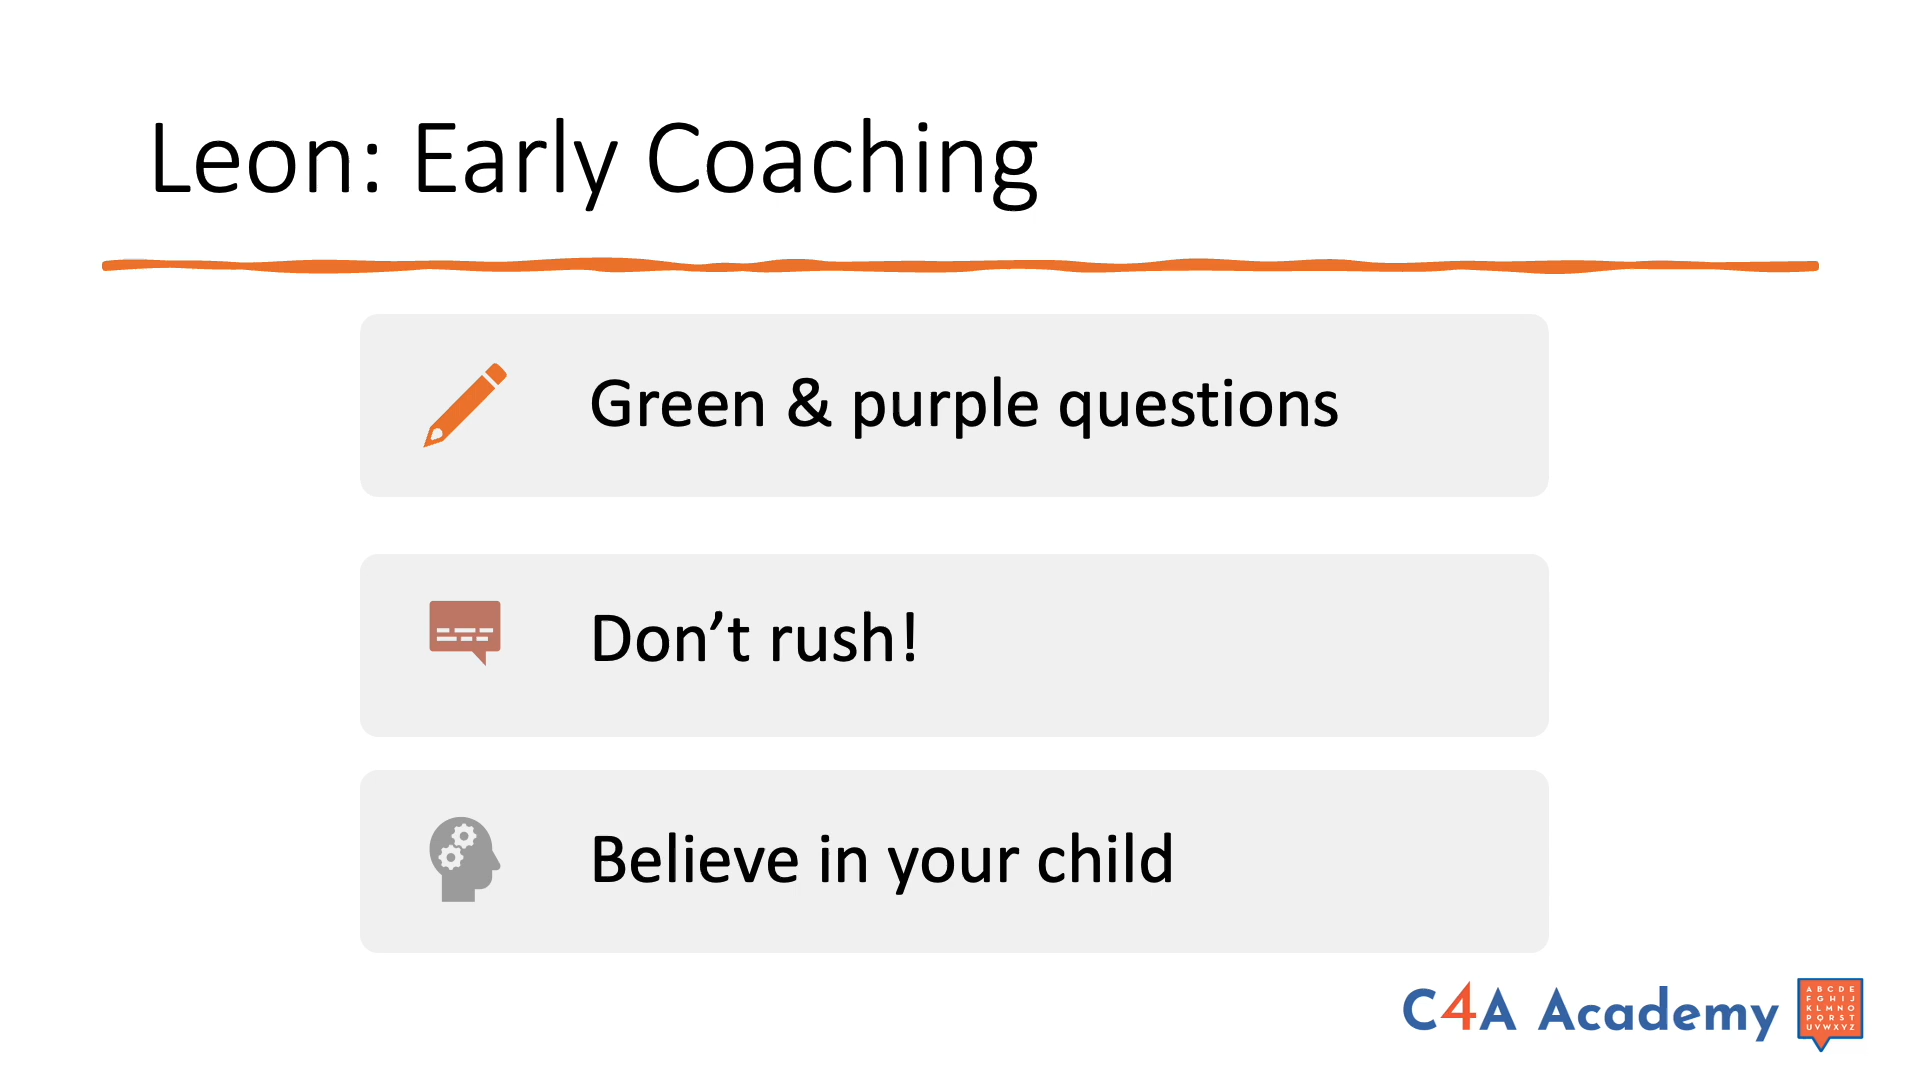 Leon: Early Coaching
Green & purple questions
Don’t rush!
Believe in your child
C4A Academy
A B C D E
F G H I J
K L M N O
P Q R S T
U V W X Y Z